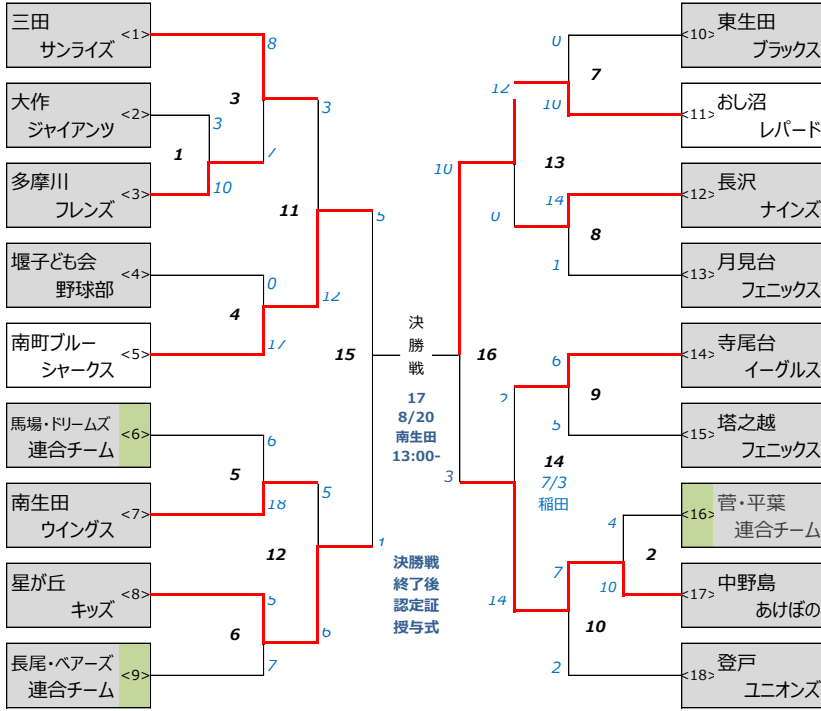 三田
サンライズ
<1>
大作
ジャイアンツ
<2>
多摩川
フレンズ
<3>
堰子ども会
野球部
<4>
南町ブルー
シャークス
<5>
馬場・ドリームズ
連合チーム
<6>
南生田
ウイングス
<7>
星が丘
キッズ
<8>
長尾・ベアーズ
連合チーム
<9>
8
3
3
3
1
7
10
11
5
0
12
4
17
15
6
5
5
18
12
1
5
6
6
7
決
勝
戦
17
8/20
南生田
13:00-
決勝戦
終了後
認定証
授与式
0
12
7
10
10
13
14
0
8
1
16
6
2
9
5
14
3
7/3
稲田
4
7
2
10
14
10
2
<10>
東生田
ブラックス
<11>
おし沼
レパード
<12>
長沢
ナインズ
<13>
月見台
フェニックス
<14>
寺尾台
イーグルス
<15>
塔之越
フェニックス
<16>
菅・平葉
連合チーム
<17>
中野島
あけぼの
<18>
登戸
ユニオンズ